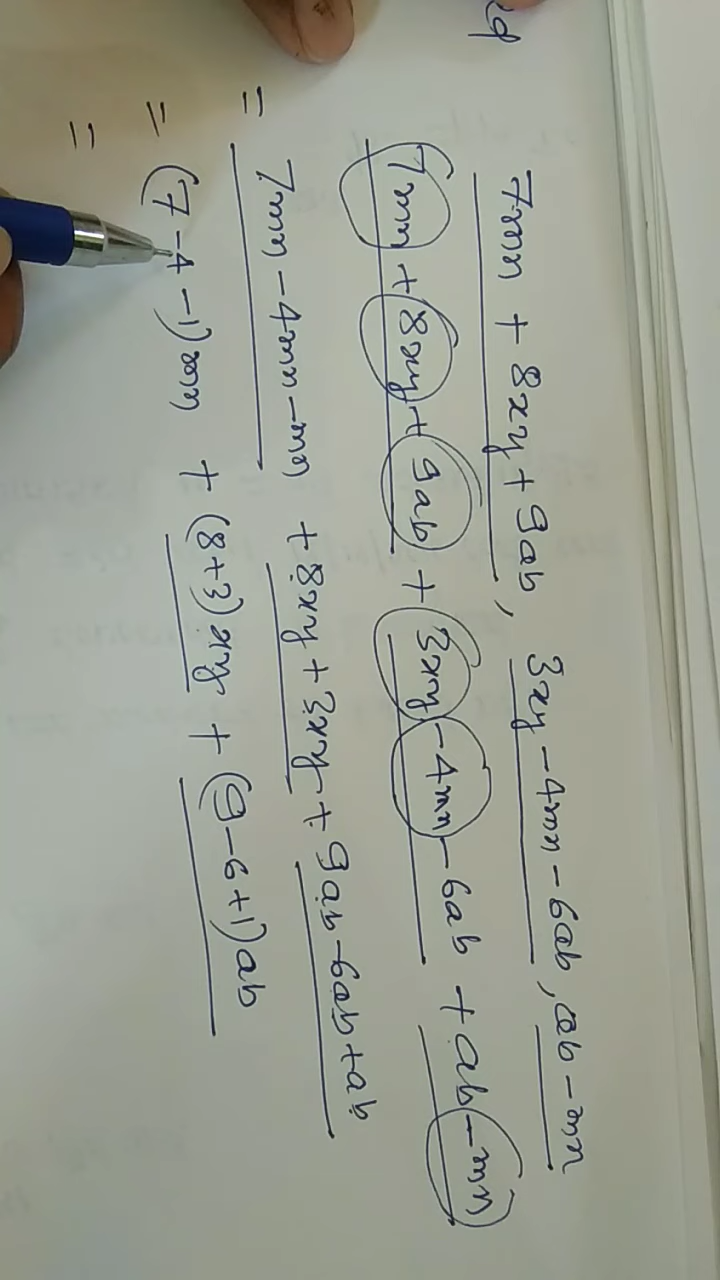 7mn + 8xy + 9ab, 3xy - 4mn - 6ab, ab - mn
7mn + 8xy + 9ab + 3xy - 4mn - 6ab + ab - mn
= 7mn - 4mn - mn + 8xy + 3xy + 9ab - 6ab + ab
= (7 - 4 - 1)mn + (8+3)xy + (9-6+1)ab
=